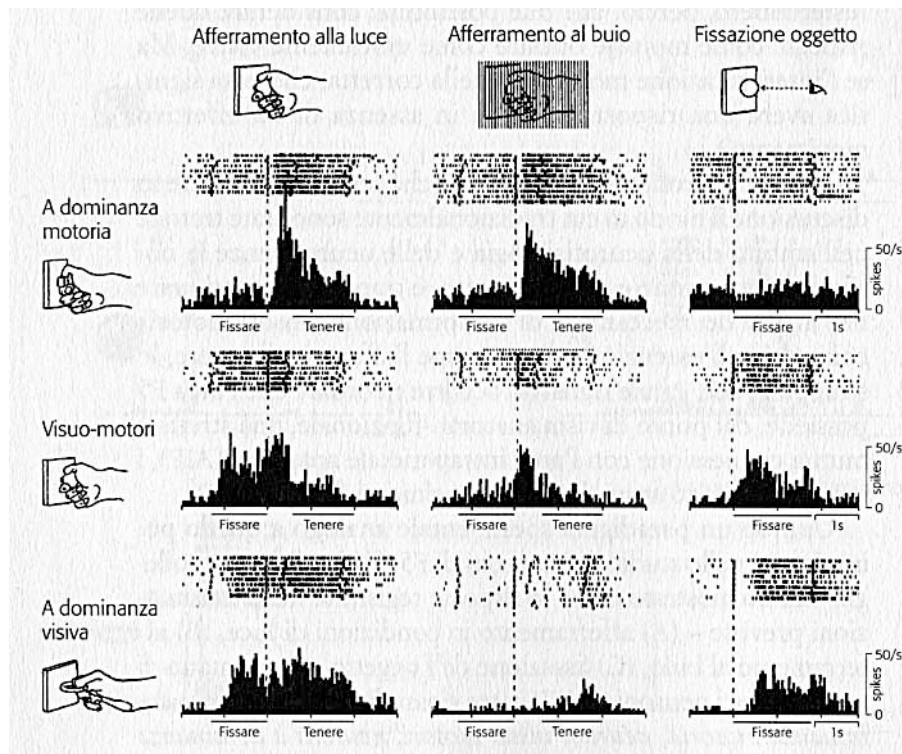 Afferramento alla luce
Afferramento al buio
Fissazione oggetto
A dominanza
motoria
50/s
spikes
0
Fissare
Tenere
Fissare
Tenere
Fissare
1s
Visuo-motori
50/s
spikes
0
Fissare
Tenere
Fissare
Tenere
Fissare
1s
A dominanza
visiva
50/s
spikes
0
Fissare
Tenere
Fissare
Tenere
Fissare
1s